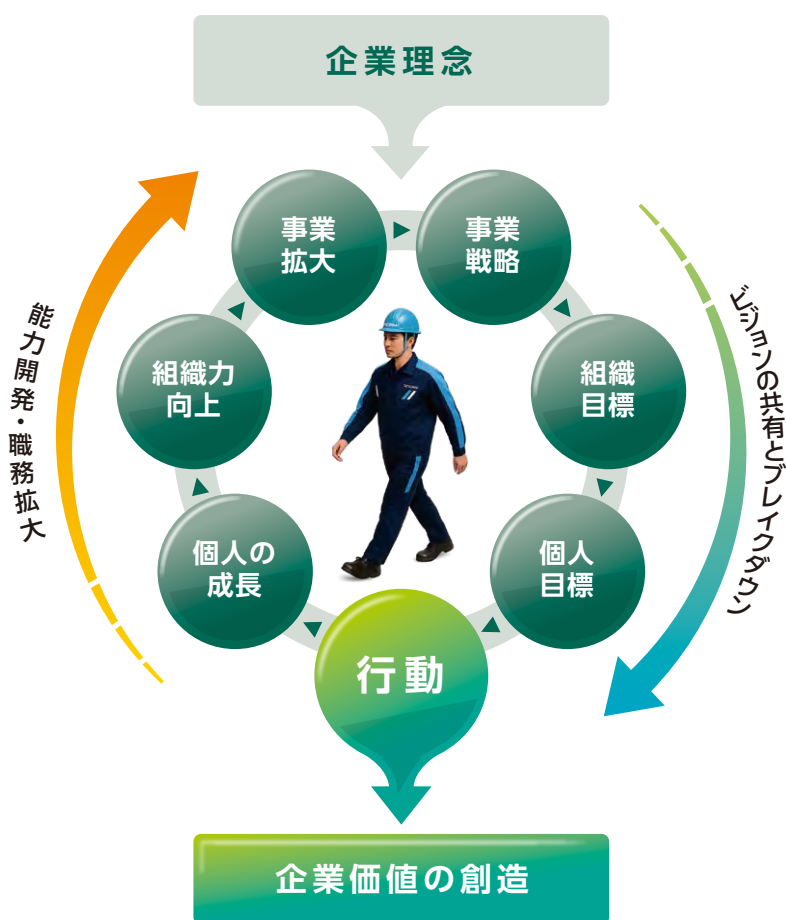 企業理念
事業
拡大
事業
戦略
組織力
向上
組織
目標
個人の
成長
個人
目標
行動
能力開発・職務拡大
ビジョンの共有とブレイクダウン
企業価値の創造